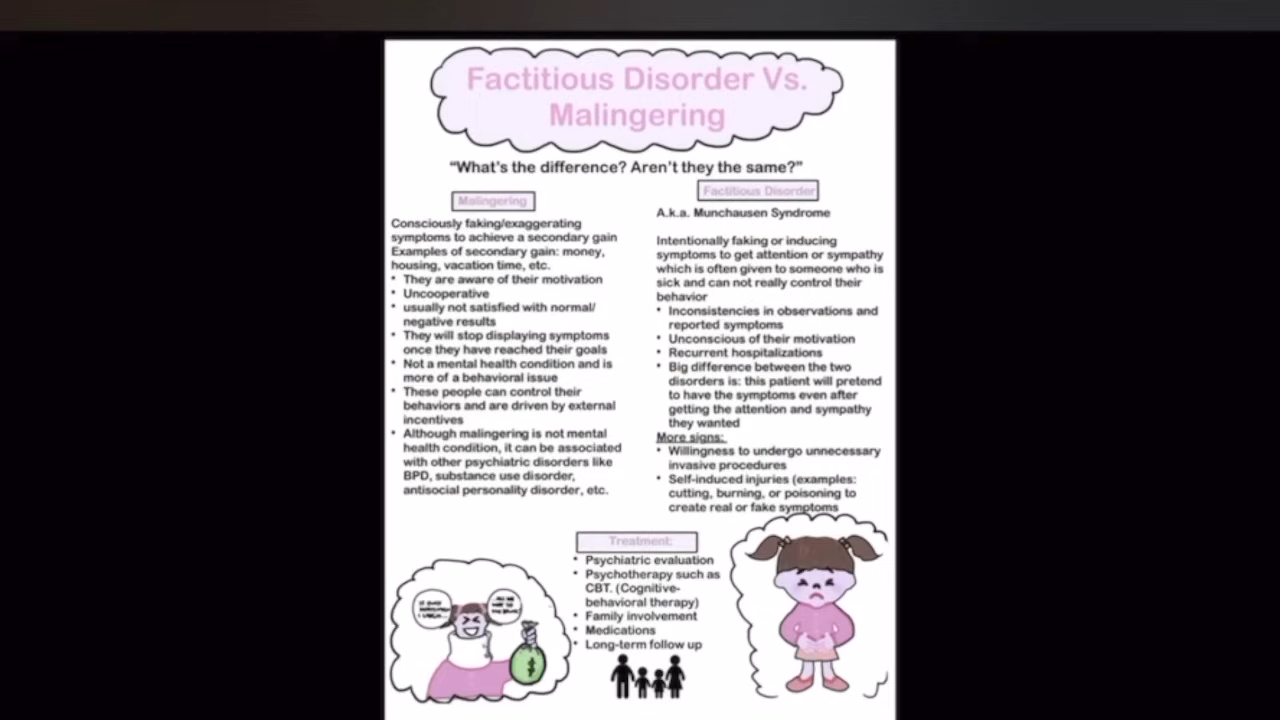 Factitious Disorder Vs.
Malingering
“What’s the difference? Aren’t they the same?”
Malingering
Consciously faking/exaggerating
symptoms to achieve a secondary gain
Examples of secondary gain: money,
housing, vacation time, etc.
• They are aware of their motivation
• Uncooperative
• usually not satisfied with normal/
negative results
• They will stop displaying symptoms
once they have reached their goals
• Not a mental health condition and is
more of a behavioral issue
• These people can control their
behaviors and are driven by external
incentives
• Although malingering is not mental
health condition, it can be associated
with other psychiatric disorders like
BPD, substance use disorder,
antisocial personality disorder, etc.
Factitious Disorder
A.k.a. Munchausen Syndrome
Intentionally faking or inducing
symptoms to get attention or sympathy
which is often given to someone who is
sick and can not really control their
behavior
• Inconsistencies in observations and
reported symptoms
• Unconscious of their motivation
• Recurrent hospitalizations
• Big difference between the two
disorders is: this patient will pretend
to have the symptoms even after
getting the attention and sympathy
they wanted
More signs:
• Willingness to undergo unnecessary
invasive procedures
• Self-induced injuries (examples:
cutting, burning, or poisoning to
create real or fake symptoms
Treatment:
• Psychiatric evaluation
• Psychotherapy such as
CBT. (Cognitive-
behavioral therapy)
• Family involvement
• Medications
• Long-term follow up
$